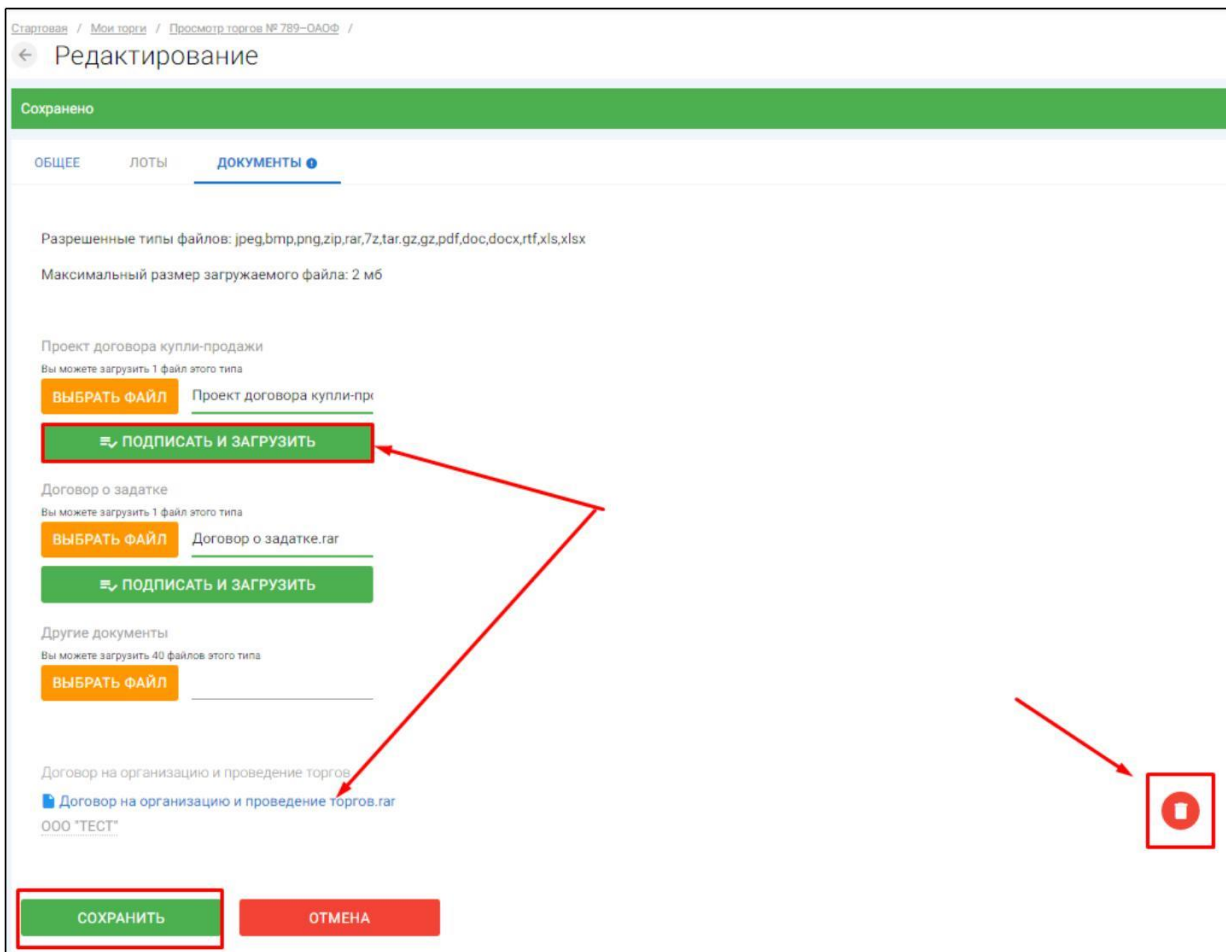 Стартовая / Мои торги / Просмотр торгов № 789–ОАОФ /
Редактирование
Сохранено
ОБЩЕЕ ЛОТЫ ДОКУМЕНТЫ
Разрешенные типы файлов: jpeg,bmp,png,zip,rar,7z,tar.gz,gz,pdf,doc,docx,rtf,xls,xlsx
Максимальный размер загружаемого файла: 2 мб
Проект договора купли-продажи
Вы можете загрузить 1 файл этого типа
ВЫБРАТЬ ФАЙЛ Проект договора купли-про
ПОДПИСАТЬ И ЗАГРУЗИТЬ
Договор о задатке
Вы можете загрузить 1 файл этого типа
ВЫБРАТЬ ФАЙЛ Договор о задатке.rar
ПОДПИСАТЬ И ЗАГРУЗИТЬ
Другие документы
Вы можете загрузить 40 файлов этого типа
ВЫБРАТЬ ФАЙЛ
Договор на организацию и проведение торгов
Договор на организацию и проведение торгов.rar
ООО "ТЕСТ"
СОХРАНИТЬ ОТМЕНА